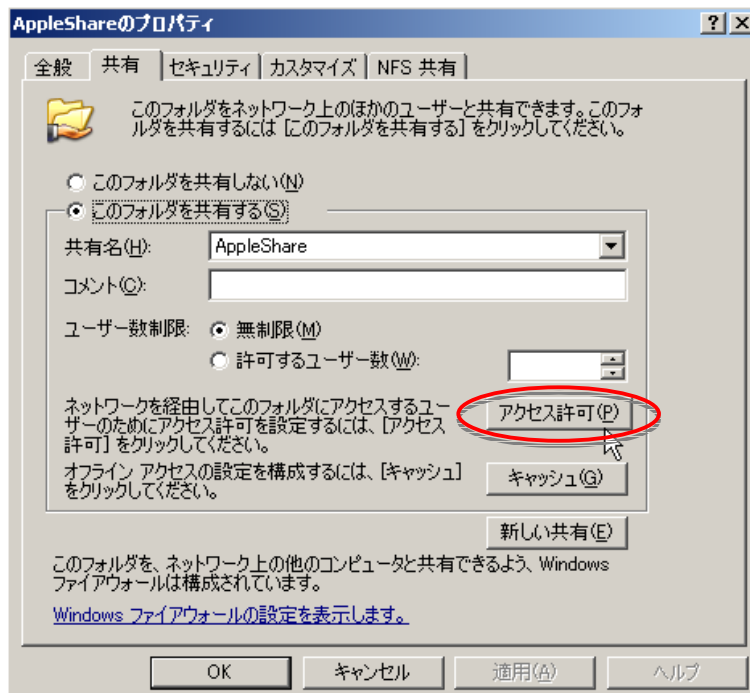 AppleShareのプロパティ
全般 共有 セキュリティ カスタマイズ NFS 共有
このフォルダをネットワーク上のほかのユーザーと共有できます。このフォ
ルダを共有するには [このフォルダを共有する] をクリックしてください。
このフォルダを共有しない(N)
このフォルダを共有する(S)
共有名(H): AppleShare
コメント(C):
ユーザー数制限: 無制限(M)
許可するユーザー数(W):
ネットワークを経由してこのフォルダにアクセスするユー
ザーのためにアクセス許可を設定するには、[アクセス
許可] をクリックしてください。
アクセス許可(P)
オフライン アクセスの設定を構成するには、[キャッシュ]
をクリックしてください。
キャッシュ(G)
新しい共有(E)
このフォルダを、ネットワーク上の他のコンピュータと共有できるよう、Windows
ファイアウォールは構成されています。
Windows ファイアウォールの設定を表示します。
OK キャンセル 適用(A) ヘルプ